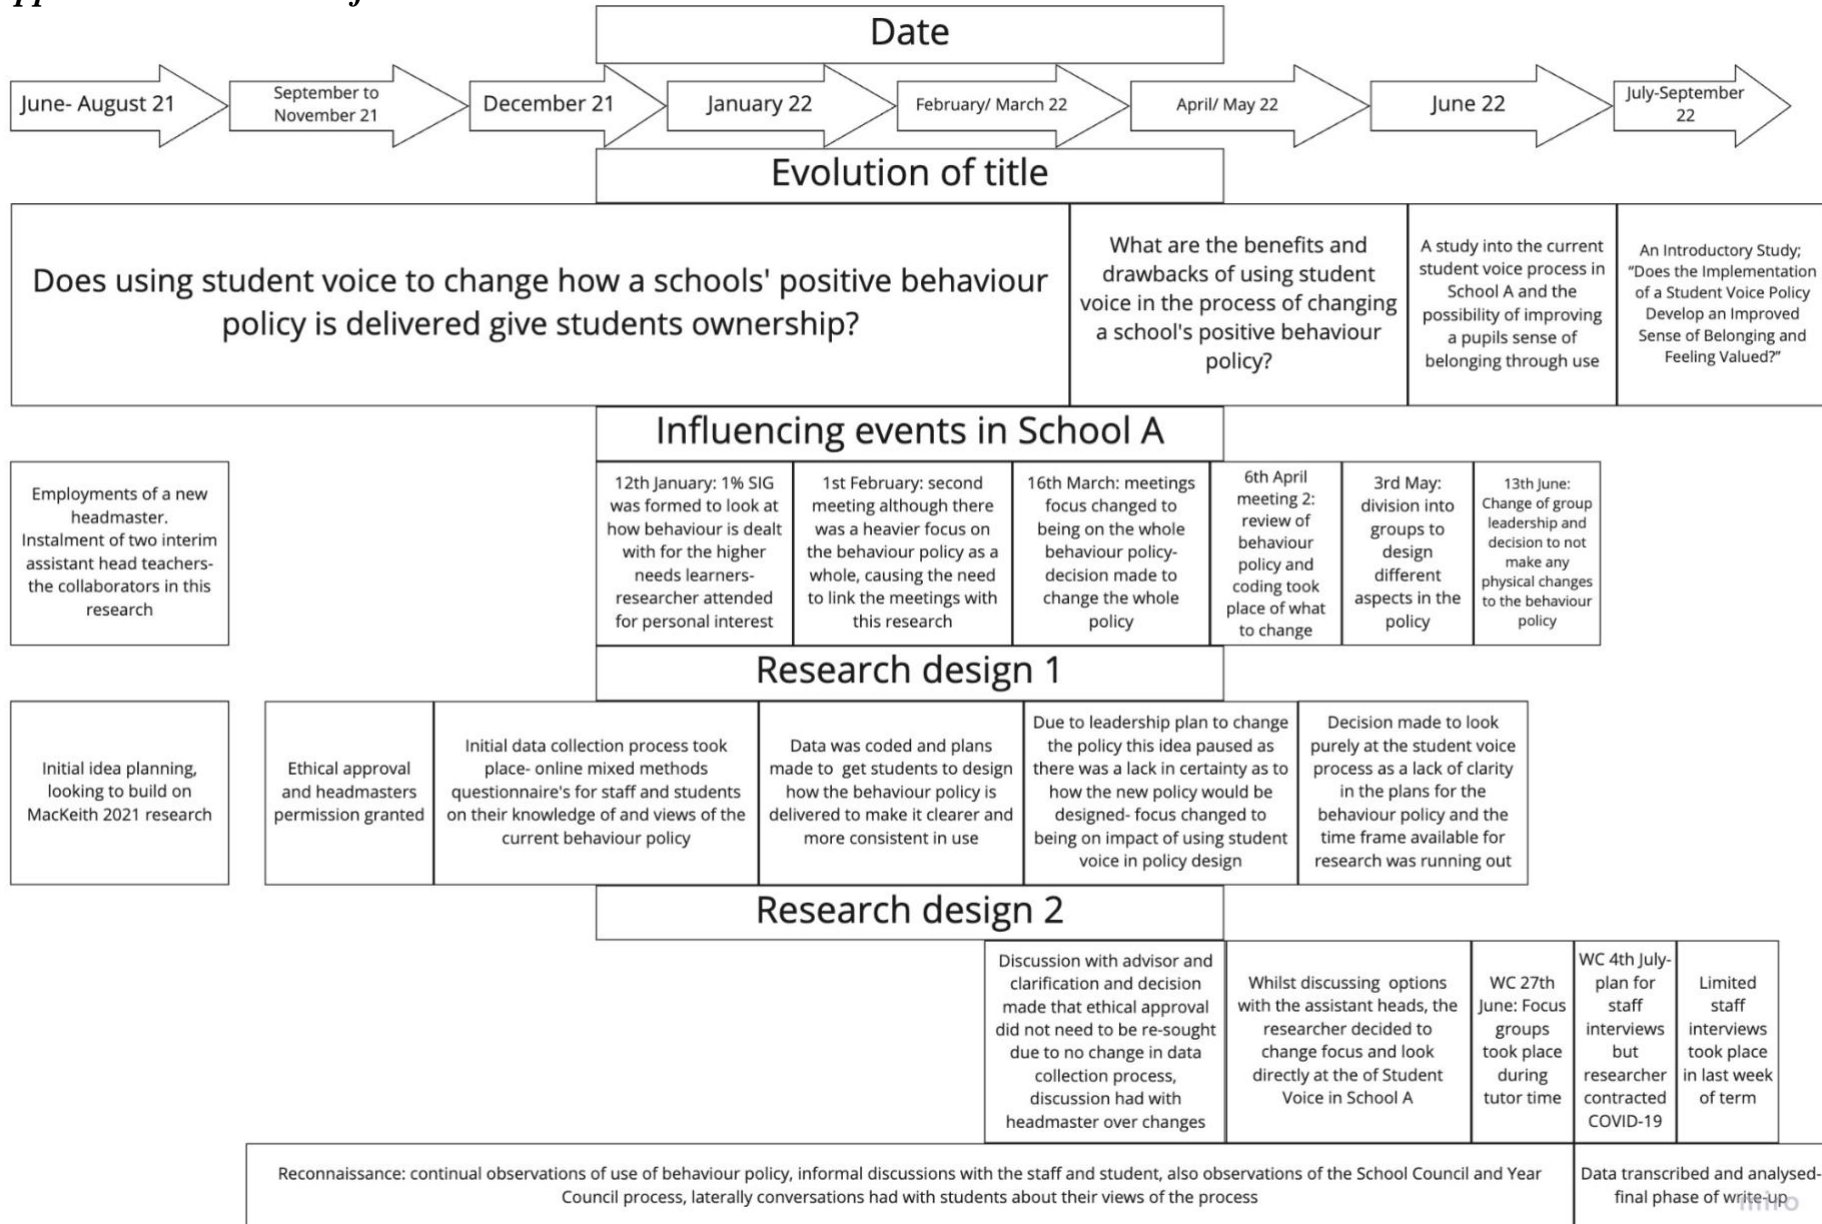 Date
June- August 21
September to
November 21
December 21
January 22
February/ March 22
April/ May 22
June 22
July-September
22
Evolution of title
Does using student voice to change how a schools' positive behaviour
policy is delivered give students ownership?
What are the benefits and
drawbacks of using student
voice in the process of changing
a school's positive behaviour
policy?
A study into the current
student voice process in
School A and the
possibility of improving
a pupils sense of
belonging through use
An Introductory Study;
“Does the Implementation
of a Student Voice Policy
Develop an Improved
Sense of Belonging and
Feeling Valued?”
Influencing events in School A
Employments of a new
headmaster.
Instalment of two interim
assistant head teachers-
the collaborators in this
research
12th January: 1% SIG
was formed to look at
how behaviour is dealt
with for the higher
needs learners-
researcher attended
for personal interest
1st February: second
meeting although there
was a heavier focus on
the behaviour policy as a
whole, causing the need
to link the meetings with
this research
16th March: meetings
focus changed to
being on the whole
behaviour policy-
decision made to
change the whole
policy
6th April
meeting 2:
review of
behaviour
policy and
coding took
place of what
to change
3rd May:
division into
groups to
design
different
aspects in the
policy
13th June:
Change of group
leadership and
decision to not
make any
physical changes
to the behaviour
policy
Research design 1
Initial idea planning,
looking to build on
MacKeith 2021 research
Ethical approval
and headmasters
permission granted
Initial data collection process took
place- online mixed methods
questionnaire's for staff and students
on their knowledge of and views of the
current behaviour policy
Data was coded and plans
made to get students to design
how the behaviour policy is
delivered to make it clearer and
more consistent in use
Due to leadership plan to change
the policy this idea paused as
there was a lack in certainty as to
how the new policy would be
designed- focus changed to
being on impact of using student
voice in policy design
Decision made to look
purely at the student voice
process as a lack of clarity
in the plans for the
behaviour policy and the
time frame available for
research was running out
Research design 2
Discussion with advisor and
clarification and decision
made that ethical approval
did not need to be re-sought
due to no change in data
collection process,
discussion had with
headmaster over changes
Whilst discussing options
with the assistant heads, the
researcher decided to
change focus and look
directly at the of Student
Voice in School A
WC 27th
June: Focus
groups
took place
during
tutor time
WC 4th July-
plan for
staff
interviews
but
researcher
contracted
COVID-19
Limited
staff
interviews
took place
in last week
of term
Reconnaissance: continual observations of use of behaviour policy, informal discussions with the staff and student, also observations of the School Council and Year
Council process, laterally conversations had with students about their views of the process
Data transcribed and analysed-
final phase of write-up
miro